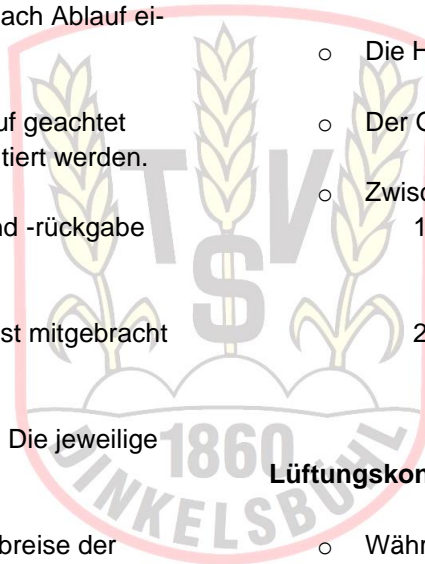 ach Ablauf ei-
uf geachtet
tiert werden.
nd -rückgabe
st mitgebracht
Die jeweilige
breise der
o Die H
o Der
o Zwisc
1
2
Lüftungskon
o Währ
TSV
1860
DINKELSBÜHL